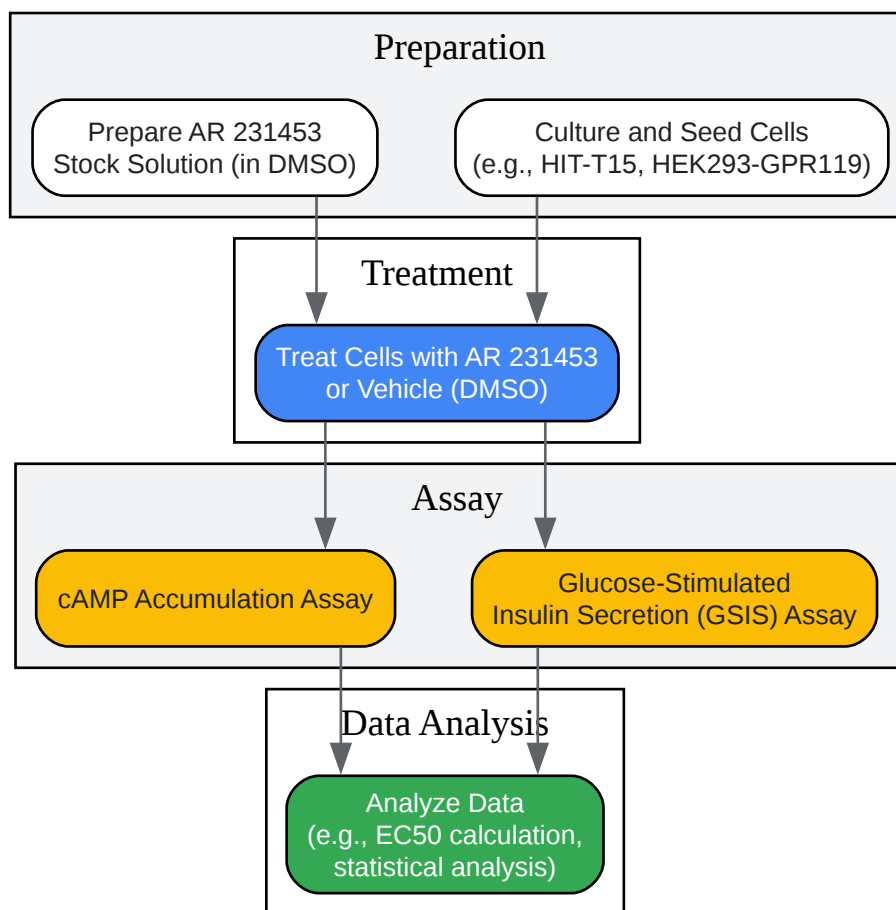 Preparation
Prepare AR 231453
Stock Solution (in DMSO)
Culture and Seed Cells
(e.g., HIT-T15, HEK293-GPR119)
Treatment
Treat Cells with AR 231453
or Vehicle (DMSO)
Assay
cAMP Accumulation Assay
Glucose-Stimulated
Insulin Secretion (GSIS) Assay
Data Analysis
Analyze Data
(e.g., EC50 calculation,
statistical analysis)